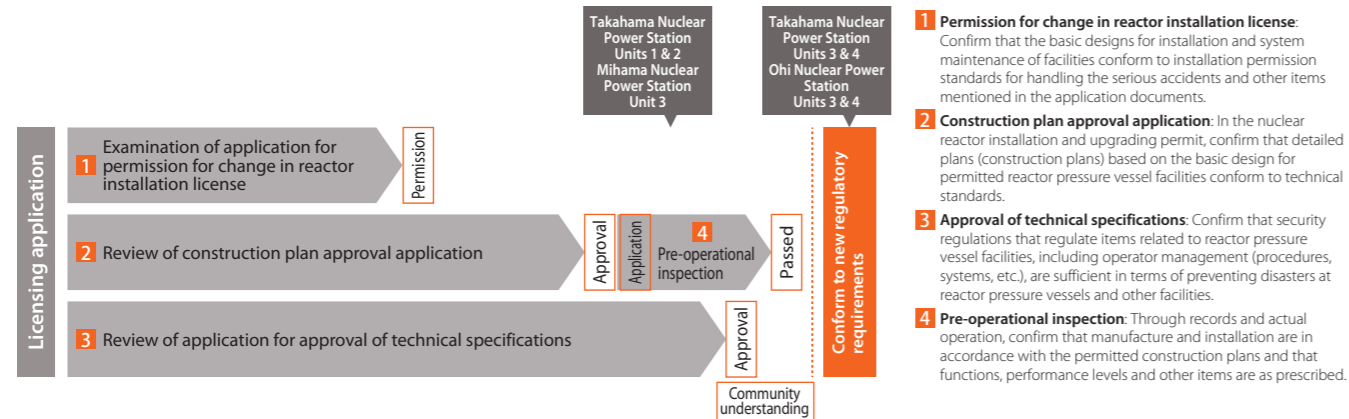 Takahama Nuclear
Power Station
Units 1 & 2
Mihama Nuclear
Power Station
Unit 3
Takahama Nuclear
Power Station
Units 3 & 4
Ohi Nuclear Power
Station
Units 3 & 4
Licensing application
1
Examination of application for
permission for change in reactor
installation license
Permission
2 Review of construction plan approval application
Approval
Application
4
Pre-operational
inspection
Passed
3 Review of application for approval of technical specifications
Approval
Community
understanding
Conform to new regulatory
requirements
1 Permission for change in reactor installation license:
Confirm that the basic designs for installation and system
maintenance of facilities conform to installation permission
standards for handling the serious accidents and other items
mentioned in the application documents.
2 Construction plan approval application: In the nuclear
reactor installation and upgrading permit, confirm that detailed
plans (construction plans) based on the basic design for
permitted reactor pressure vessel facilities conform to technical
standards.
3 Approval of technical specifications: Confirm that security
regulations that regulate items related to reactor pressure
vessel facilities, including operator management (procedures,
systems, etc.), are sufficient in terms of preventing disasters at
reactor pressure vessels and other facilities.
4 Pre-operational inspection: Through records and actual
operation, confirm that manufacture and installation are in
accordance with the permitted construction plans and that
functions, performance levels and other items are as prescribed.